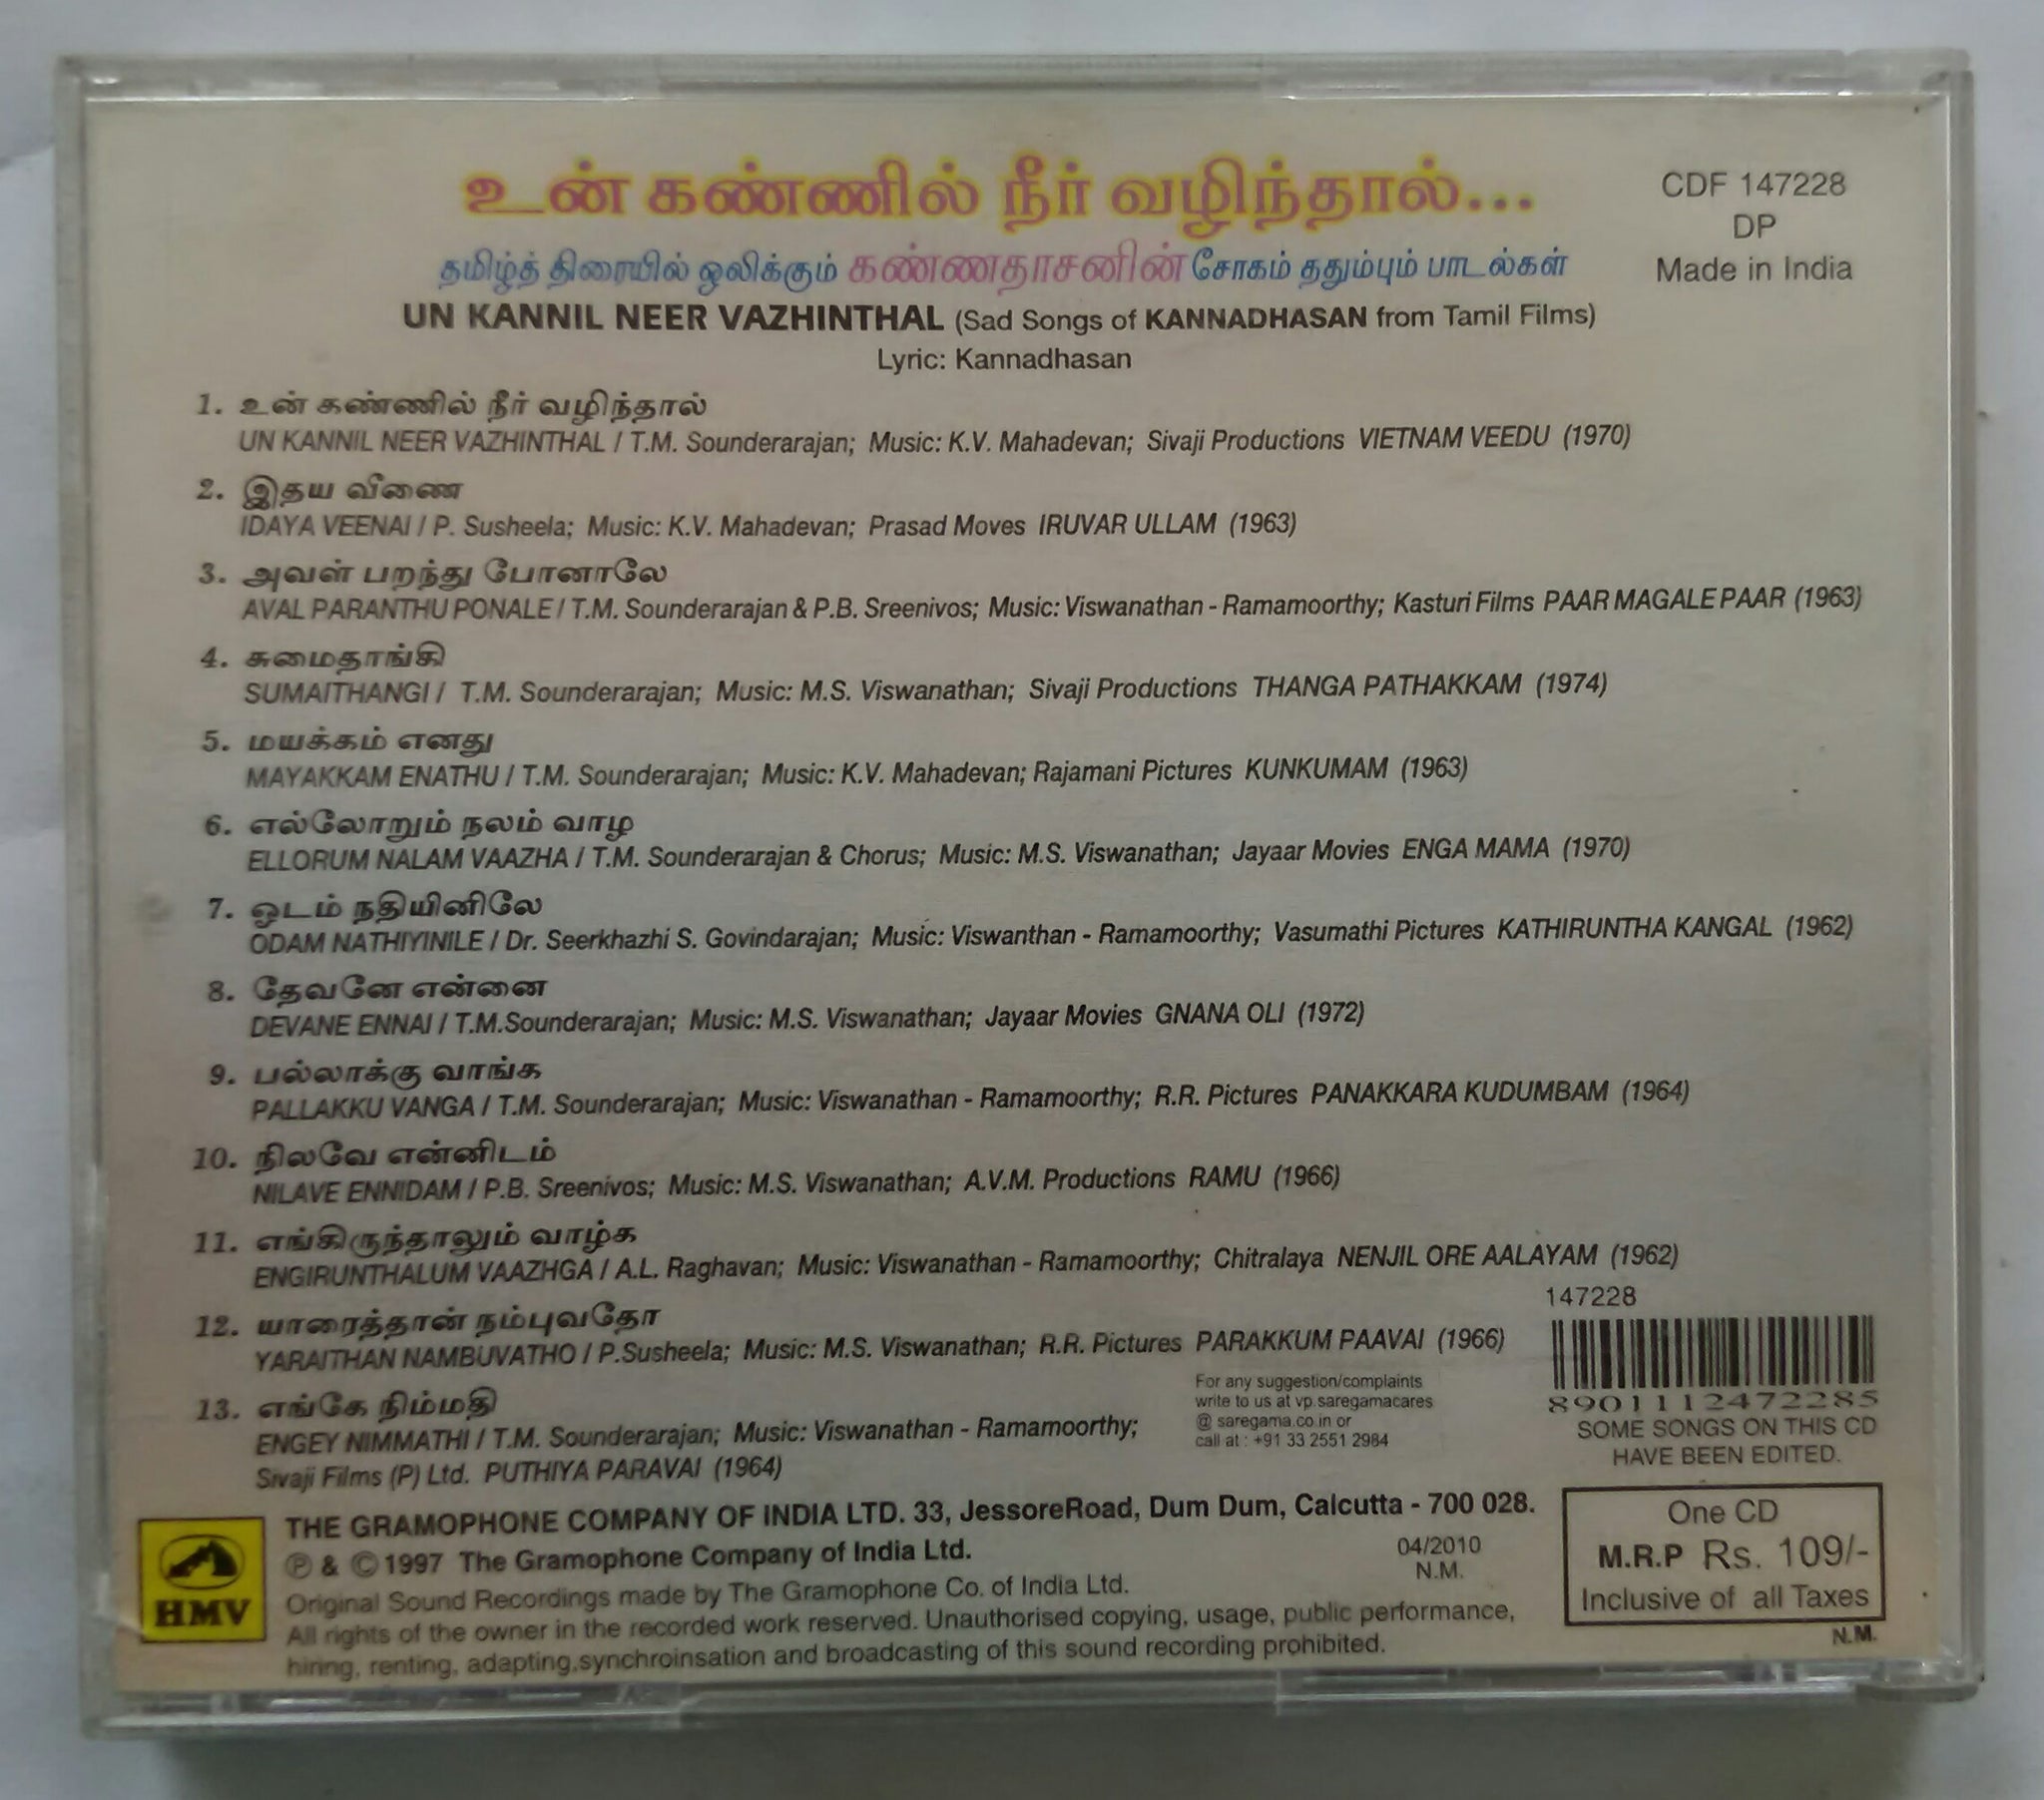 உன் கண்ணில் நீர் வழிந்தால்...
தமிழ்த் திரையில் ஒலிக்கும் கண்ணதாசனின் சோகம் ததும்பும் பாடல்கள்
UN KANNIL NEER VAZHINTHAL (Sad Songs of KANNADHASAN from Tamil Films)
Lyric: Kannadhasan
CDF 147228
DP
Made in India
1. உன் கண்ணில் நீர் வழிந்தால்
UN KANNIL NEER VAZHINTHAL / T.M. Sounderarajan; Music: K.V. Mahadevan; Sivaji Productions VIETNAM VEEDU (1970)
2. இதய வீணை
IDAYA VEENAI / P. Susheela; Music: K.V. Mahadevan; Prasad Moves IRUVAR ULLAM (1963)
3. அவள் பறந்து போனாலே
AVAL PARANTHU PONALE / T.M. Sounderarajan & P.B. Sreenivos; Music: Viswanathan - Ramamoorthy; Kasturi Films PAAR MAGALE PAAR (1963)
4. சுமைதாங்கி
SUMAITHANGI / T.M. Sounderarajan; Music: M.S. Viswanathan; Sivaji Productions THANGA PATHAKKAM (1974)
5. மயக்கம் எனது
MAYAKKAM ENATHU / T.M. Sounderarajan; Music: K.V. Mahadevan; Rajamani Pictures KUNKUMAM (1963)
6. எல்லோறும் நலம் வாழ
ELLORUM NALAM VAAZHA / T.M. Sounderarajan & Chorus; Music: M.S. Viswanathan; Jayaar Movies ENGA MAMA (1970)
7. ஓடம் நதியினிலே
ODAM NATHIYINILE / Dr. Seerkhazhi S. Govindarajan; Music: Viswanthan - Ramamoorthy; Vasumathi Pictures KATHIRUNTHA KANGAL (1962)
8. தேவனே என்னை
DEVANE ENNAI / T.M.Sounderarajan; Music: M.S. Viswanathan; Jayaar Movies GNANA OLI (1972)
9. பல்லாக்கு வாங்க
PALLAKKU VANGA / T.M. Sounderarajan; Music: Viswanathan - Ramamoorthy; R.R. Pictures PANAKKARA KUDUMBAM (1964)
10. நிலவே என்னிடம்
NILAVE ENNIDAM / P.B. Sreenivos; Music: M.S. Viswanathan; A.V.M. Productions RAMU (1966)
11. எங்கிருந்தாலும் வாழ்க
ENGIRUNTHALUM VAAZHGA / A.L. Raghavan; Music: Viswanathan - Ramamoorthy; Chitralaya NENJIL ORE AALAYAM (1962)
12. யாரைத்தான் நம்புவதோ
YARAITHAN NAMBUVATHO / P.Susheela; Music: M.S. Viswanathan; R.R. Pictures PARAKKUM PAAVAI (1966)
13. எங்கே நிம்மதி
ENGEY NIMMATHI / T.M. Sounderarajan; Music: Viswanathan - Ramamoorthy;
Sivaji Films (P) Ltd. PUTHIYA PARAVAI (1964)
For any suggestion/complaints
write to us at vp.saregamacares
@ saregama.co.in or
call at : +91 33 2551 2984
147228
8901112472285
SOME SONGS ON THIS CD
HAVE BEEN EDITED.
THE GRAMOPHONE COMPANY OF INDIA LTD. 33, JessoreRoad, Dum Dum, Calcutta - 700 028.
℗ & © 1997 The Gramophone Company of India Ltd.
Original Sound Recordings made by The Gramophone Co. of India Ltd.
All rights of the owner in the recorded work reserved. Unauthorised copying, usage, public performance,
hiring, renting, adapting,synchroinsation and broadcasting of this sound recording prohibited.
04/2010
N.M.
HMV
One CD
M.R.P Rs. 109/-
Inclusive of all Taxes
N.M.